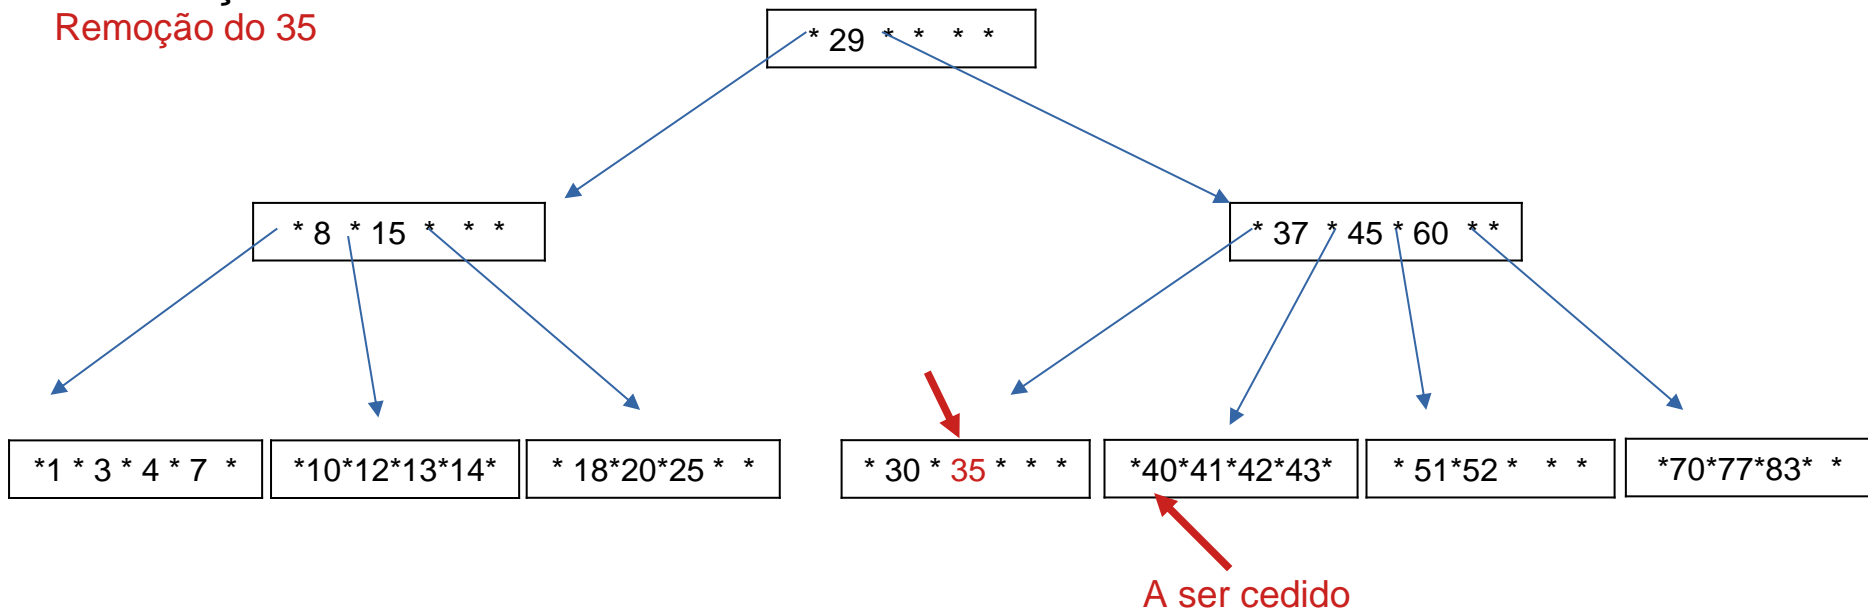 Remoção do 35
* 29 * * * *
* 8 * 15 * * *
* 37 * 45 * 60 * *
*1 * 3 * 4 * 7 *
*10*12*13*14*
* 18*20*25 * *
* 30 * 35 * * *
*40*41*42*43*
* 51*52 * * *
*70*77*83* *
A ser cedido